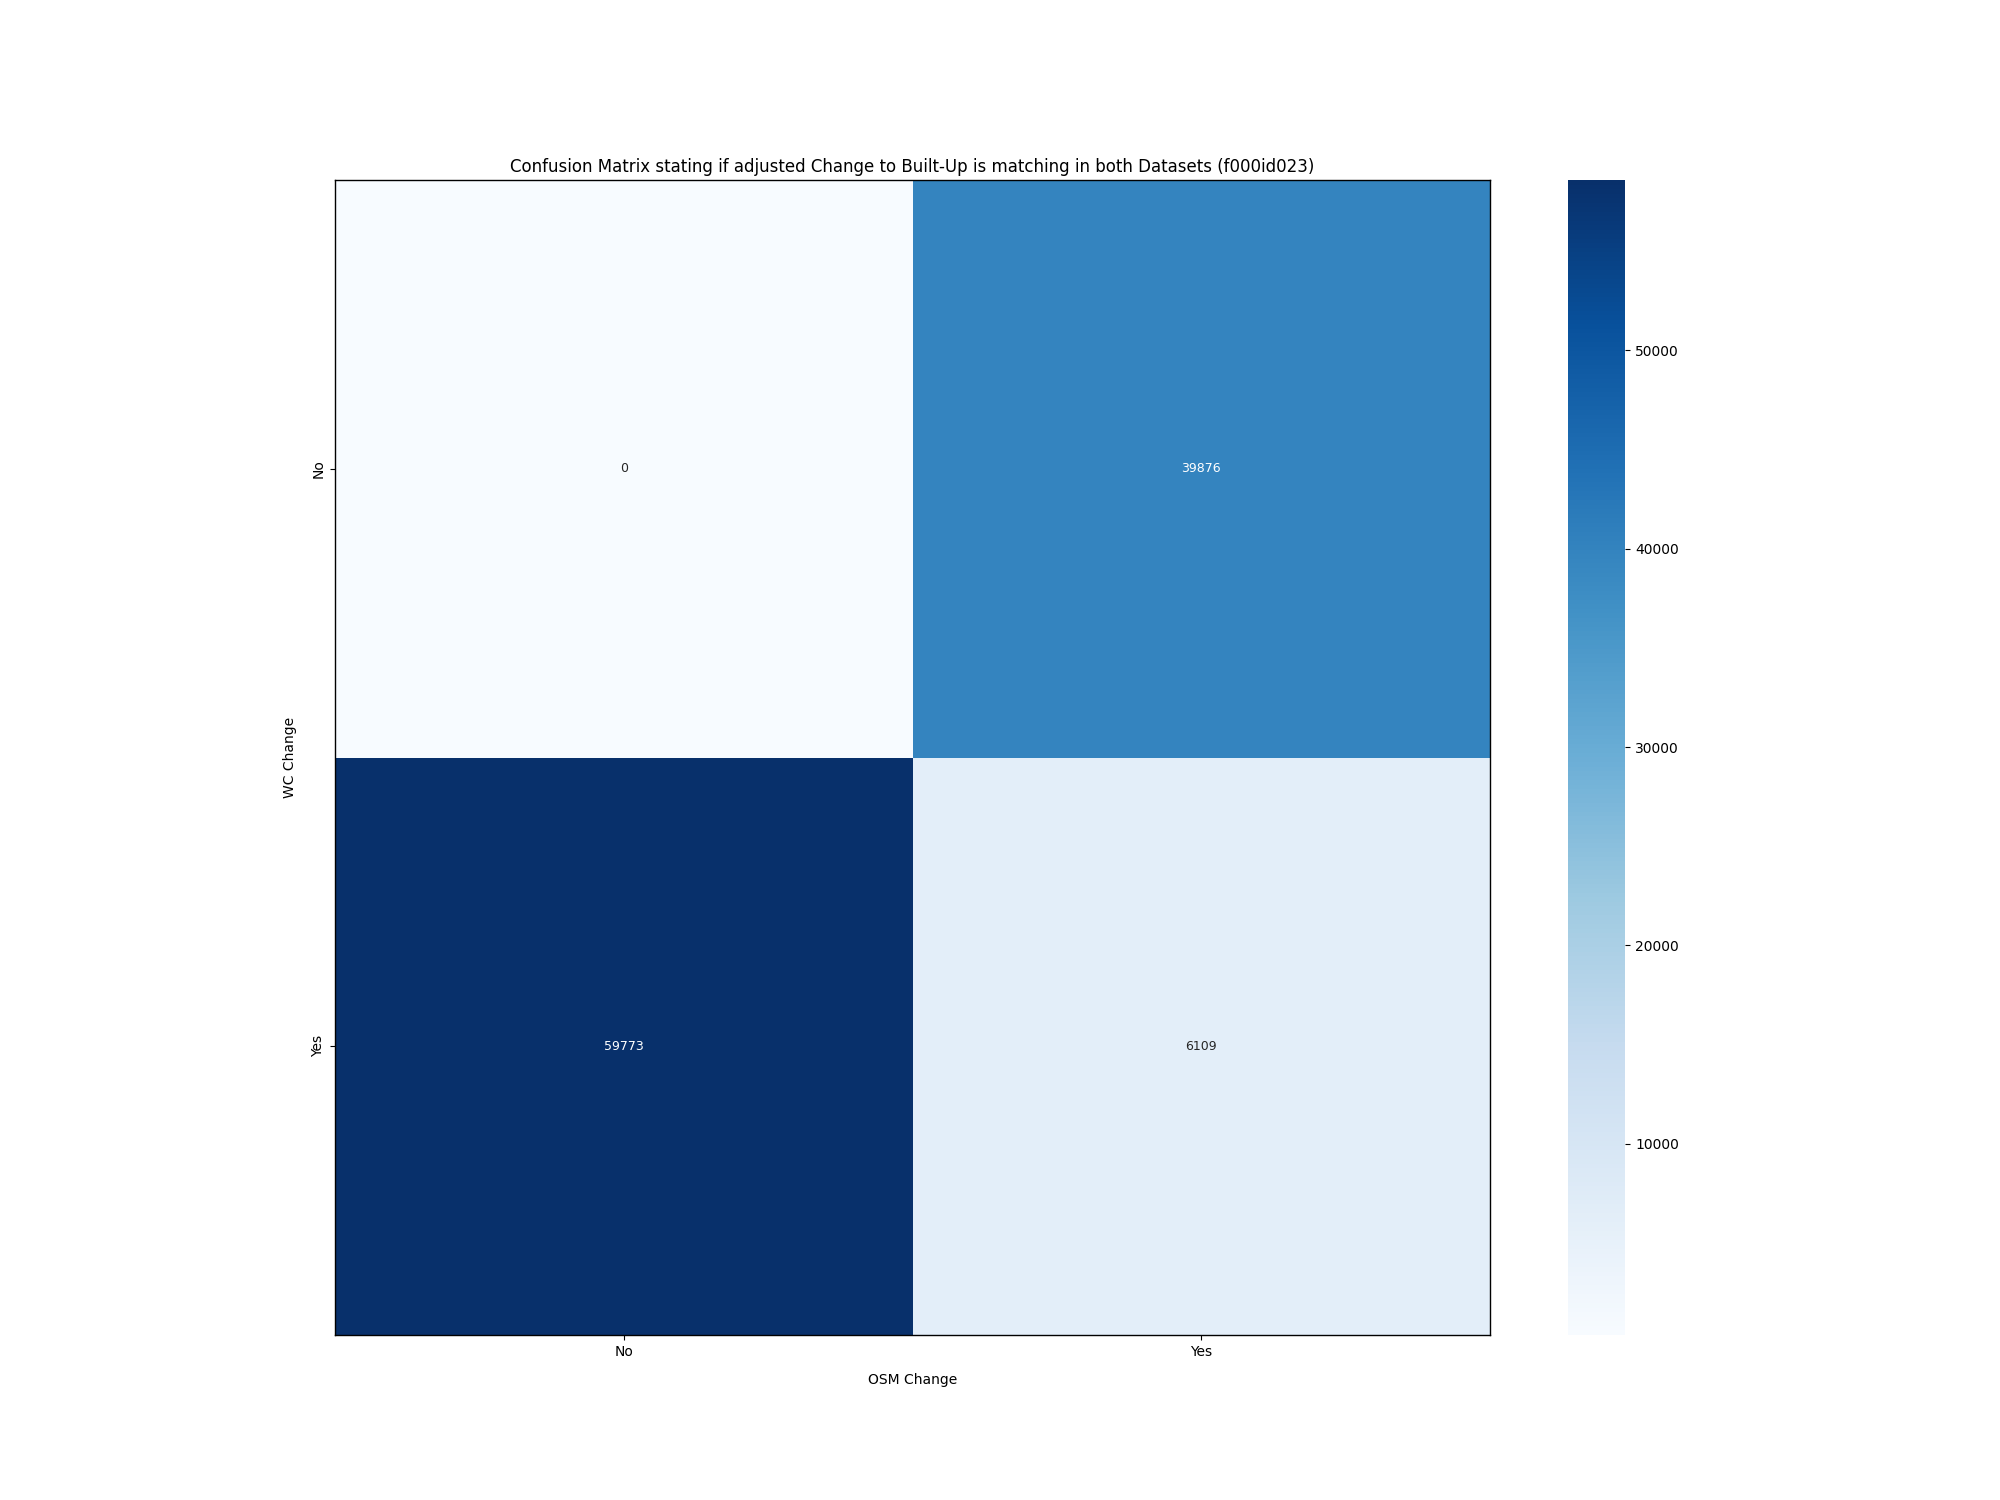 Confusion Matrix stating if adjusted Change to Built-Up is matching in both Datasets (f000id023)
No
0
39876
WC Change
Yes
59773
6109
No
Yes
OSM Change
50000
40000
30000
20000
10000